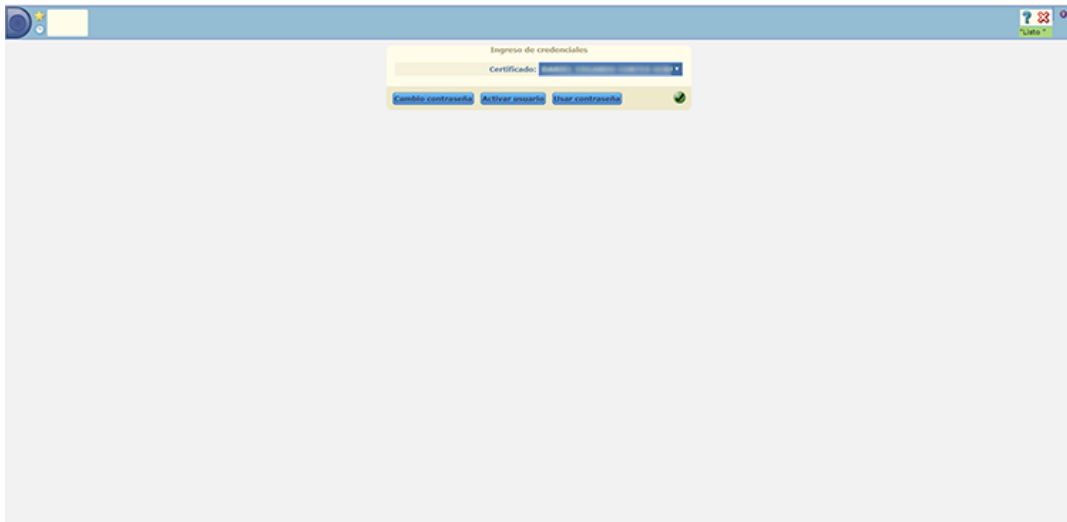 ? 
"Listo "
Ingreso de credenciales
Certificado:
Cambio contraseña Activar usuario Usar contraseña